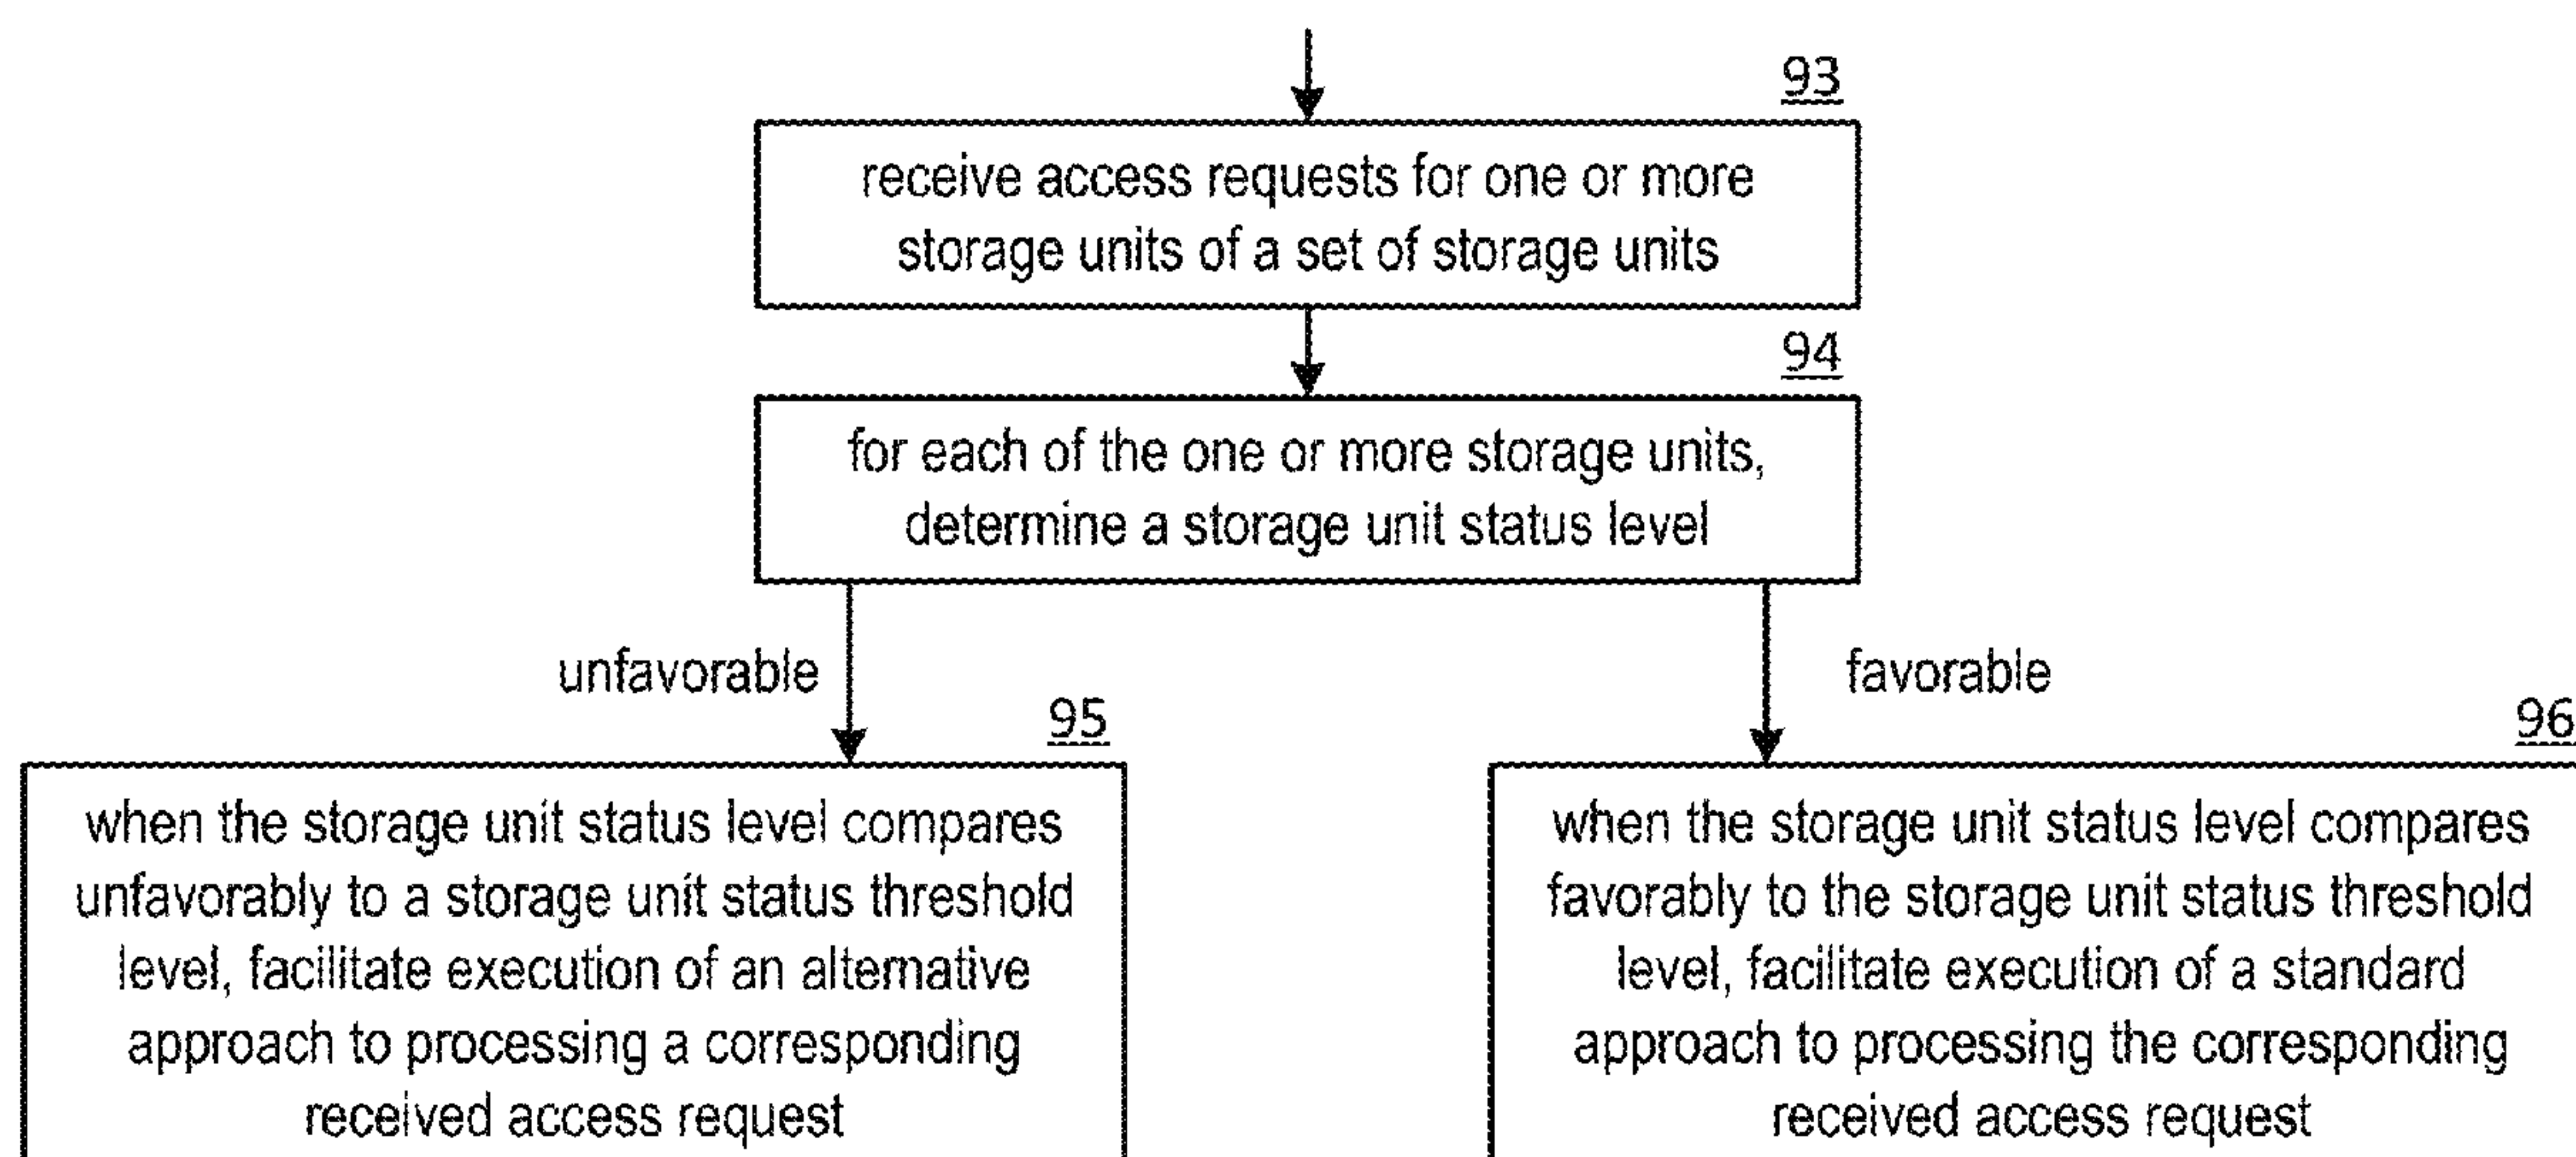 93
receive access requests for one or more
storage units of a set of storage units
94
for each of the one or more storage units,
determine a storage unit status level
unfavorable
favorable
95
when the storage unit status level compares
unfavorably to a storage unit status threshold
level, facilitate execution of an alternative
approach to processing a corresponding
received access request
96
when the storage unit status level compares
favorably to the storage unit status threshold
level, facilitate execution of a standard
approach to processing the corresponding
received access request